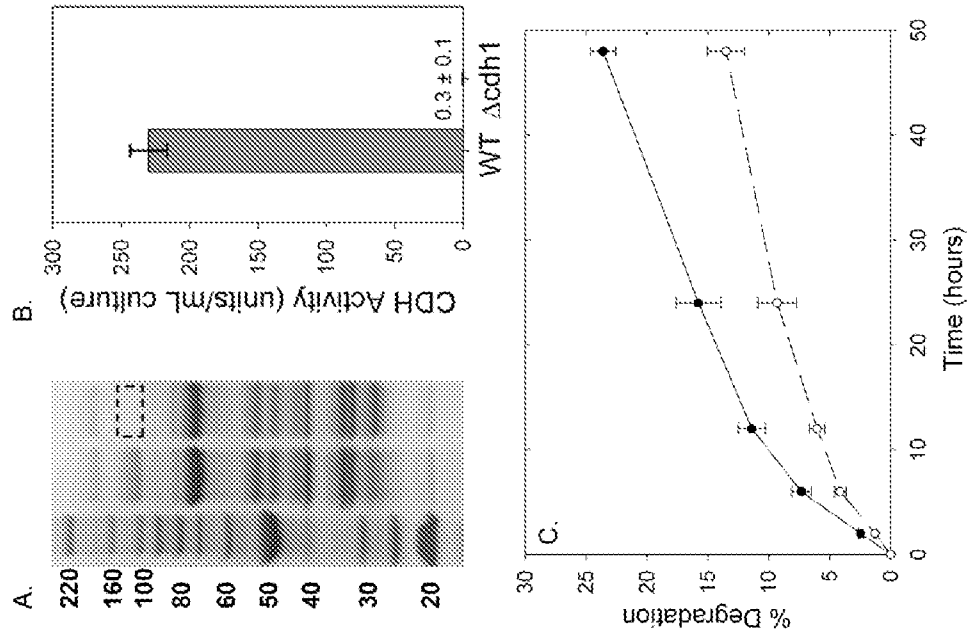 A.
220
160
100
80
60
50
40
30
20
B.
CDH Activity (units/mL culture)
300
250
200
150
100
50
0
0.3 ± 0.1
WT Δcdh1
C.
% Degradation
30
25
20
15
10
5
0
0 10 20 30 40 50
Time (hours)